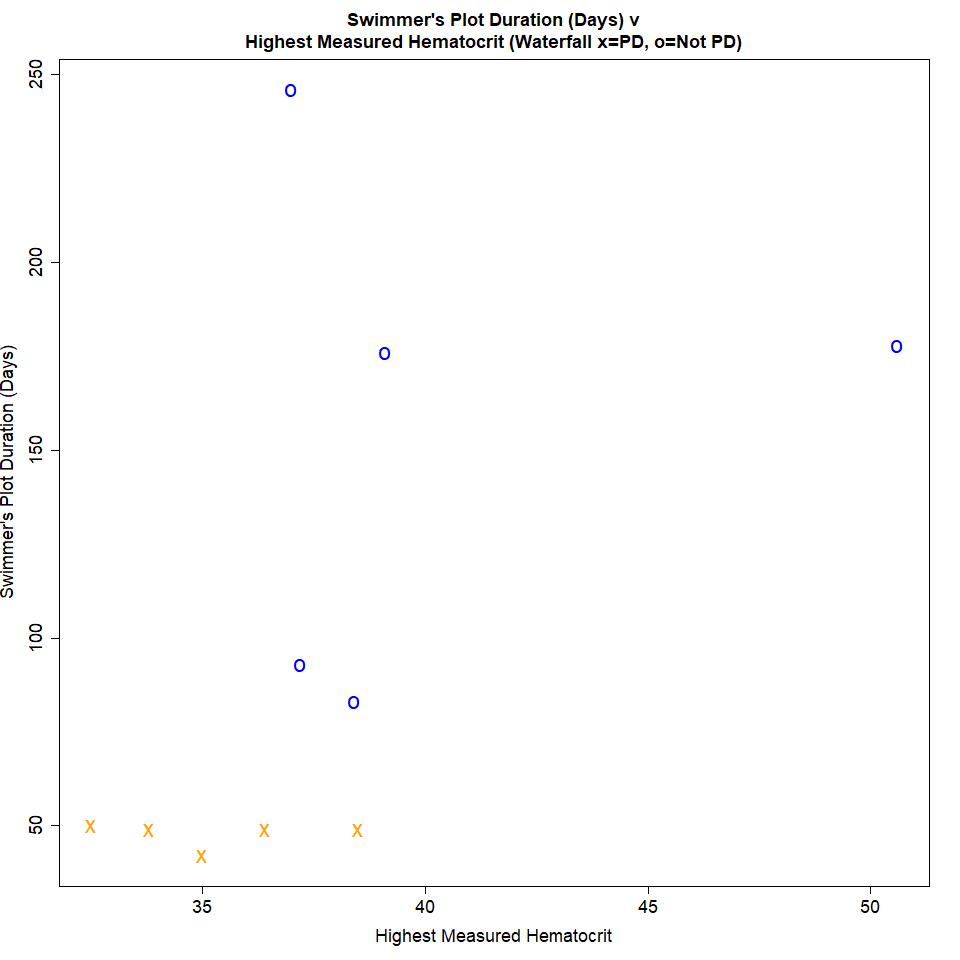 Swimmer's Plot Duration (Days) v
Highest Measured Hematocrit (Waterfall x=PD, o=Not PD)
Swimmer's Plot Duration (Days)
250
200
150
100
50
o
o
o
o
o
x
x
x
x
x
35
40
45
50
Highest Measured Hematocrit